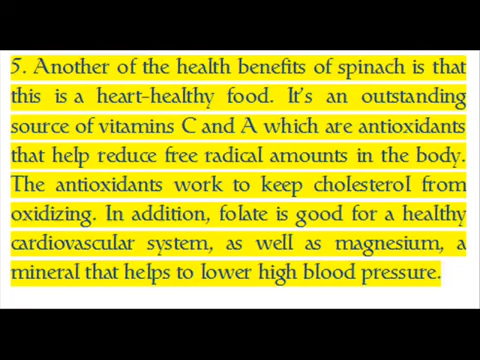 5. Another of the health benefits of spinach is that
this is a heart-healthy food. It's an outstanding
source of vitamins C and A which are antioxidants
that help reduce free radical amounts in the body.
The antioxidants work to keep cholesterol from
oxidizing. In addition, folate is good for a healthy
cardiovascular system, as well as magnesium, a
mineral that helps to lower high blood pressure.